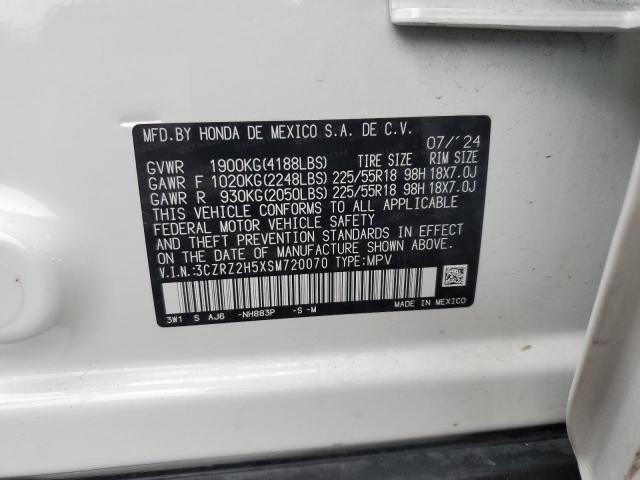 MFD.BY HONDA DE MEXICO S.A. DE C.V.
07/'24
GVWR 1900KG(4188LBS) TIRE SIZE RIM SIZE
GAWR F 1020KG(2248LBS) 225/55R18 98H 18X7.0J
GAWR R 930KG(2050LBS) 225/55R18 98H 18X7.0J
THIS VEHICLE CONFORMS TO ALL APPLICABLE
FEDERAL MOTOR VEHICLE SAFETY
AND THEFT PREVENTION STANDARDS IN EFFECT
ON THE DATE OF MANUFACTURE SHOWN ABOVE.
V.I.N.:3CZRZ2H5XSM720070 TYPE:MPV
3W1 S AJ6 -NH883P -S -M
MADE IN MEXICO